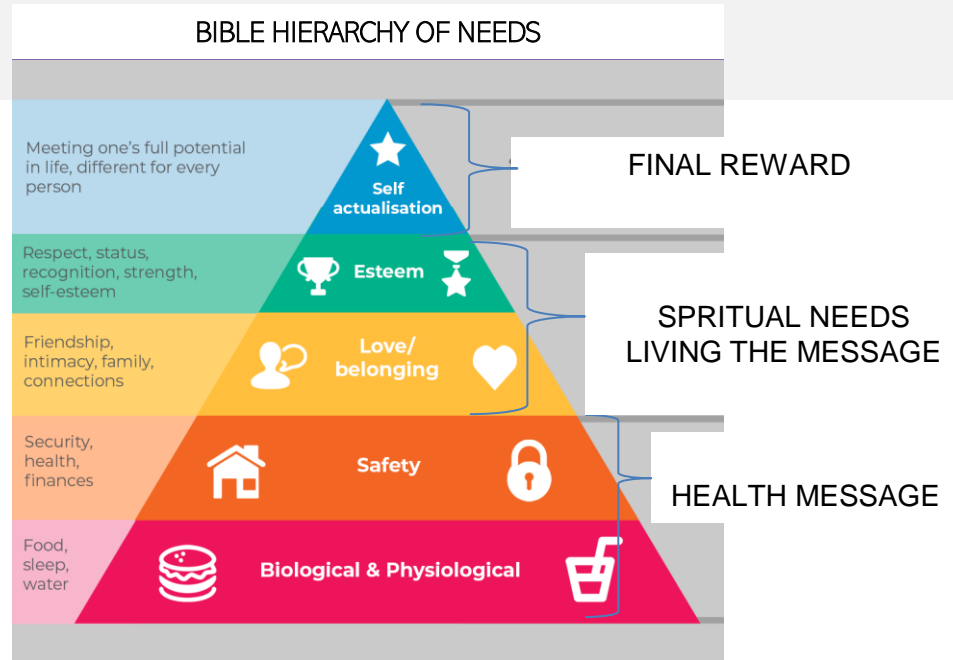 BIBLE HIERARCHY OF NEEDS
Meeting one's full potential
in life, different for every
person
Self
actualisation
FINAL REWARD
Respect, status,
recognition, strength,
self-esteem
Esteem
Friendship,
intimacy, family,
connections
Love/
belonging
SPRITUAL NEEDS
LIVING THE MESSAGE
Security,
health,
finances
Safety
HEALTH MESSAGE
Food,
sleep,
water
Biological & Physiological